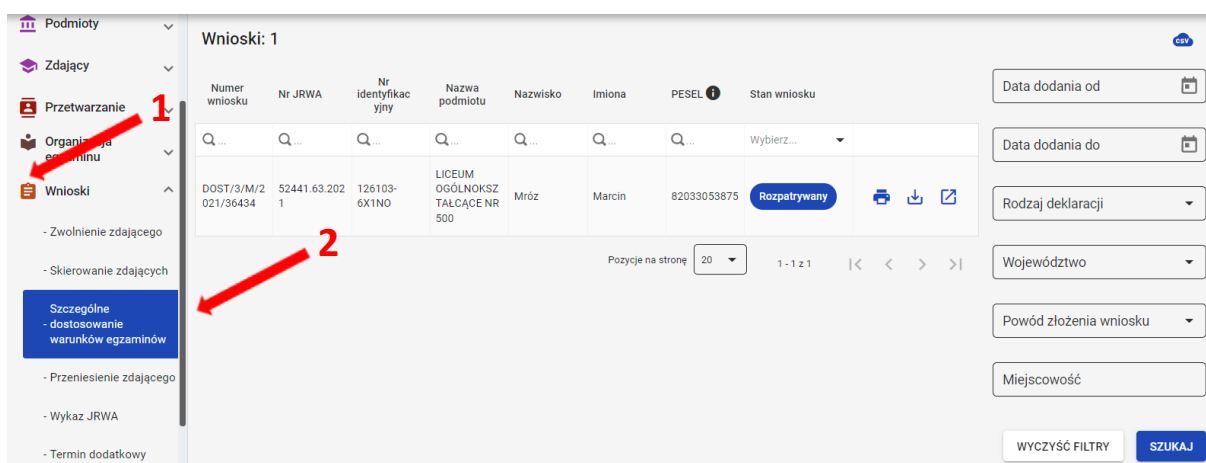 Podmioty
Zdający
Przetwarzanie
1
Organizacja
egzaminu
Wnioski
- Zwolnienie zdającego
2
- Skierowanie zdających
Szczególne
- dostosowanie
warunków egzaminów
- Przeniesienie zdającego
- Wykaz JRWA
- Termin dodatkowy
Wnioski: 1
csv
Numer
wniosku
Nr JRWA
Nr
identyfikac
yjny
Nazwa
podmiotu
Nazwisko
Imiona
PESEL i
Stan wniosku
...
...
...
...
...
...
...
Wybierz...
DOST/3/M/2
021/36434
52441.63.202
1
126103-
6X1NO
LICEUM
OGÓLNOKSZ
TAŁCĄCE NR
500
Mróz
Marcin
82033053875
Rozpatrywany
Pozycje na stronę 20 1 - 1 z 1
Data dodania od
Data dodania do
Rodzaj deklaracji
Województwo
Powód złożenia wniosku
Miejscowość
WYCZYŚĆ FILTRY SZUKAJ